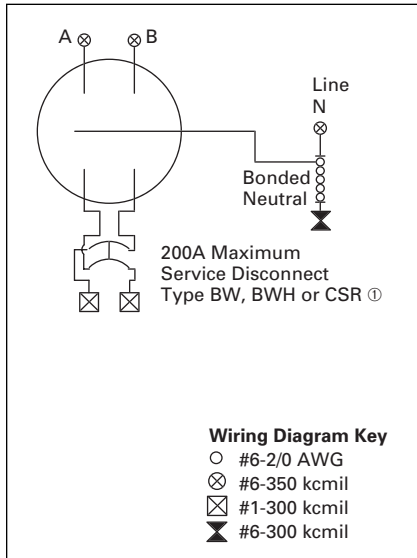 A B
Line
N
Bonded
Neutral
200A Maximum
Service Disconnect
Type BW, BWH or CSR ①
Wiring Diagram Key
#6-2/0 AWG
#6-350 kcmil
#1-300 kcmil
#6-300 kcmil